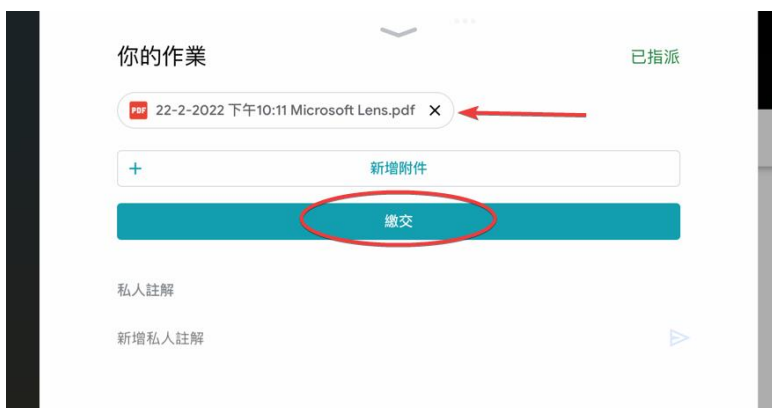 你的作業
已指派
PDF 22-2-2022 下午10:11 Microsoft Lens.pdf X
+ 新增附件
繳交
私人註解
新增私人註解